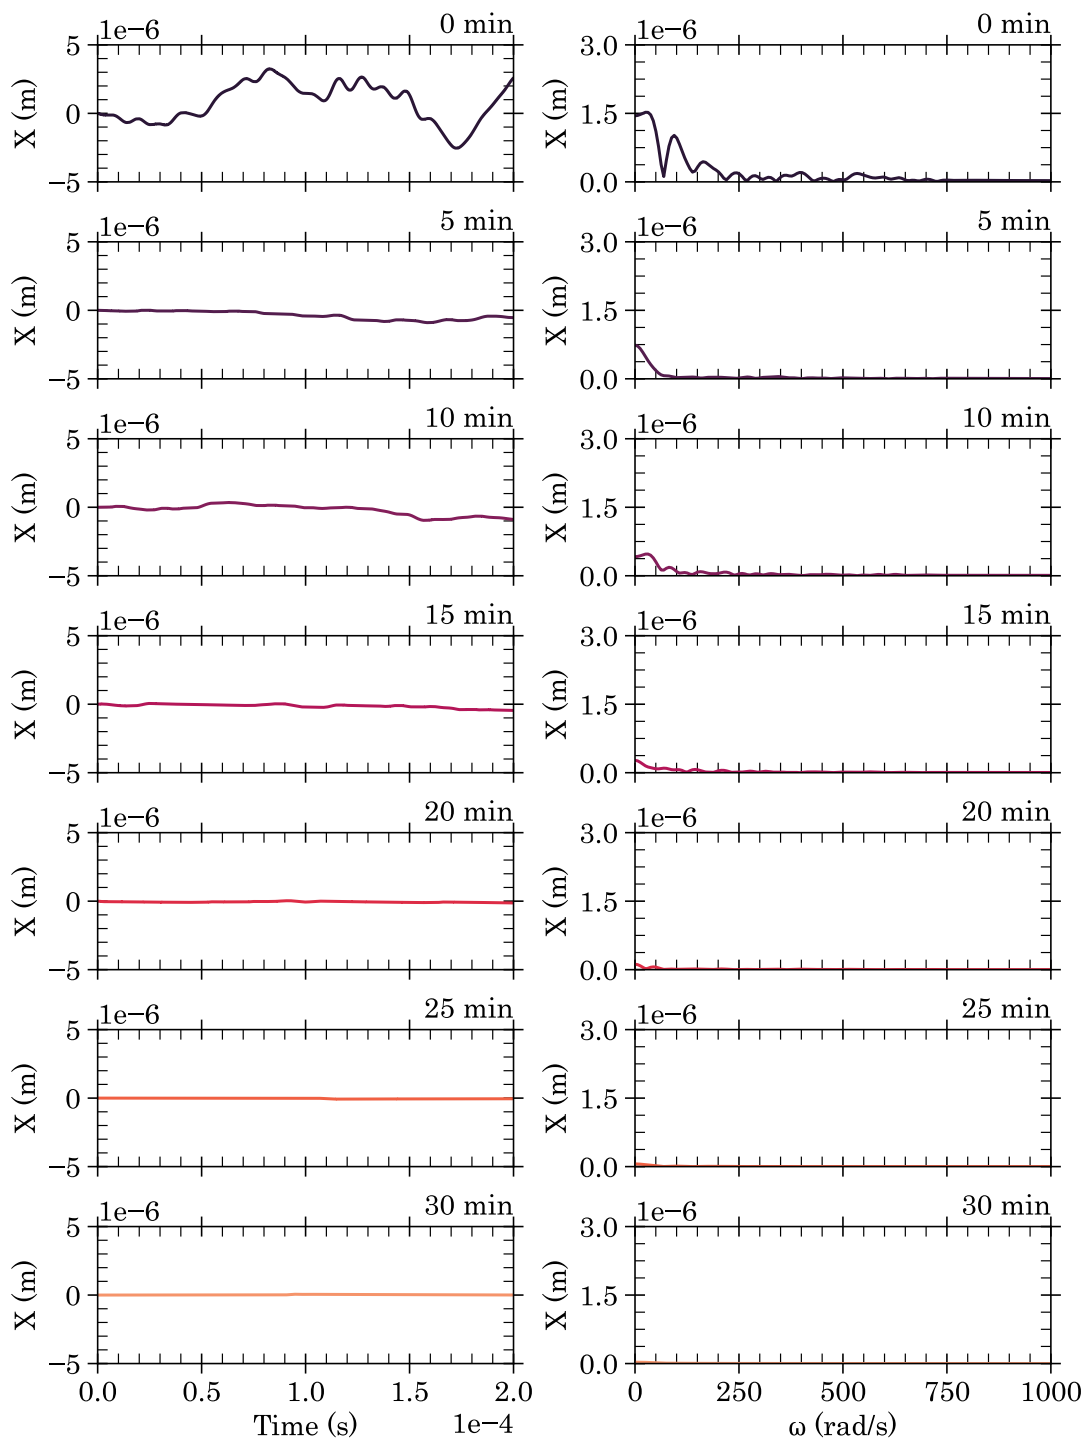 1e−6 0 min 1e−6 0 min
5 3.0
X (m) 0 X (m) 1.5
−5 0.0
1e−6 5 min 1e−6 5 min
5 3.0
X (m) 0 X (m) 1.5
−5 0.0
1e−6 10 min 1e−6 10 min
5 3.0
X (m) 0 X (m) 1.5
−5 0.0
1e−6 15 min 1e−6 15 min
5 3.0
X (m) 0 X (m) 1.5
−5 0.0
1e−6 20 min 1e−6 20 min
5 3.0
X (m) 0 X (m) 1.5
−5 0.0
1e−6 25 min 1e−6 25 min
5 3.0
X (m) 0 X (m) 1.5
−5 0.0
1e−6 30 min 1e−6 30 min
5 3.0
X (m) 0 X (m) 1.5
−5 0.0
0.0 0.5 1.0 1.5 2.0 0 250 500 750 1000
Time (s) 1e−4 ω (rad/s)